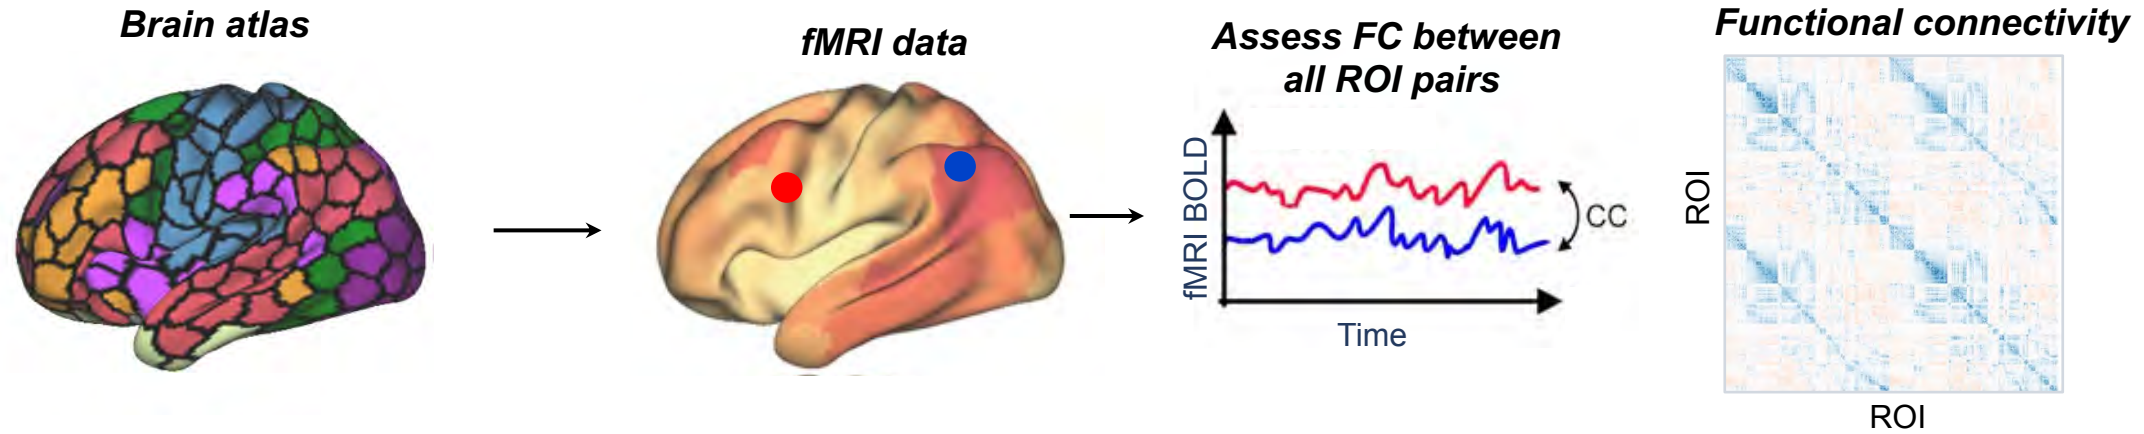 Brain atlas
fMRI data
Assess FC between
all ROI pairs
fMRI BOLD
Time
CC
Functional connectivity
ROI
ROI